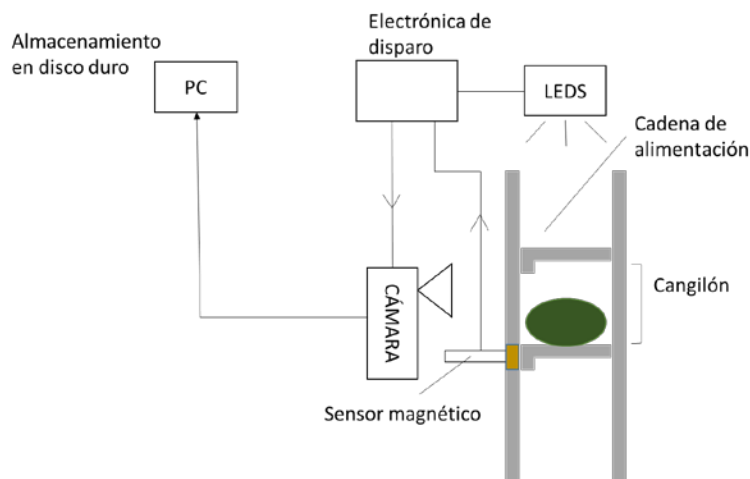 Almacenamiento
en disco duro
PC
Electrónica de
disparo
LEDS
Cadena de
alimentación
CÁMARA
Cangilón
Sensor magnético